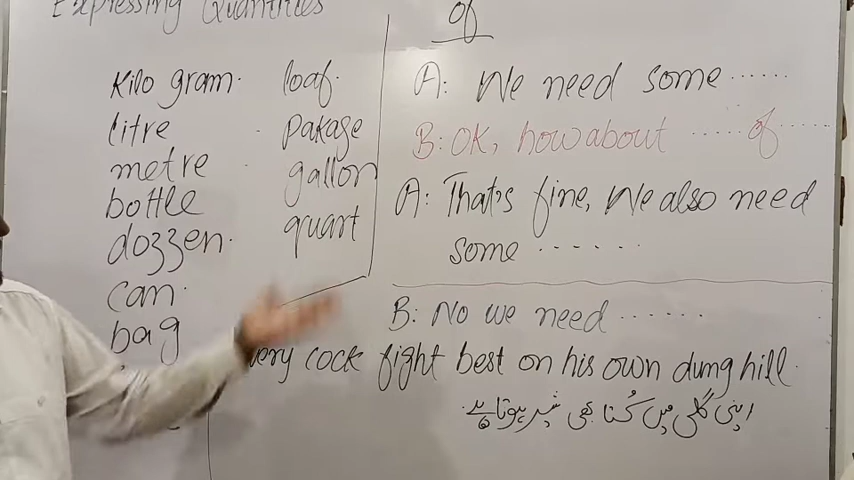 Expressing Quantities
Kilo gram. loaf.
litre pakage
metre gallon
bottle quart
dozzen.
can.
bag
of
A: We need some ......
B: OK, how about ..... of .....
A: That's fine, We also need
some ......
B: No we need ......
cock fight best on his own dung hill.
اپنی گلی میں کُتا بھی شیر ہوتا ہے.